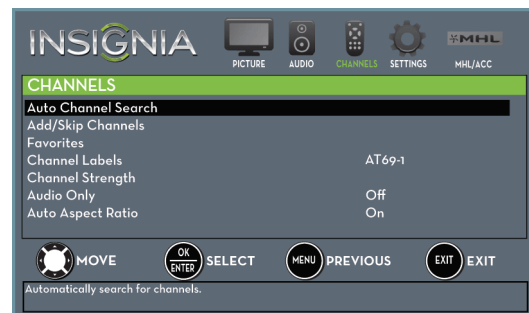 INSIGNIA
PICTURE AUDIO CHANNELS SETTINGS MHL MHL/ACC
CHANNELS
Auto Channel Search
Add/Skip Channels
Favorites
Channel Labels AT69-1
Channel Strength
Audio Only Off
Auto Aspect Ratio On
MOVE OK ENTER SELECT MENU PREVIOUS EXIT EXIT
Automatically search for channels.